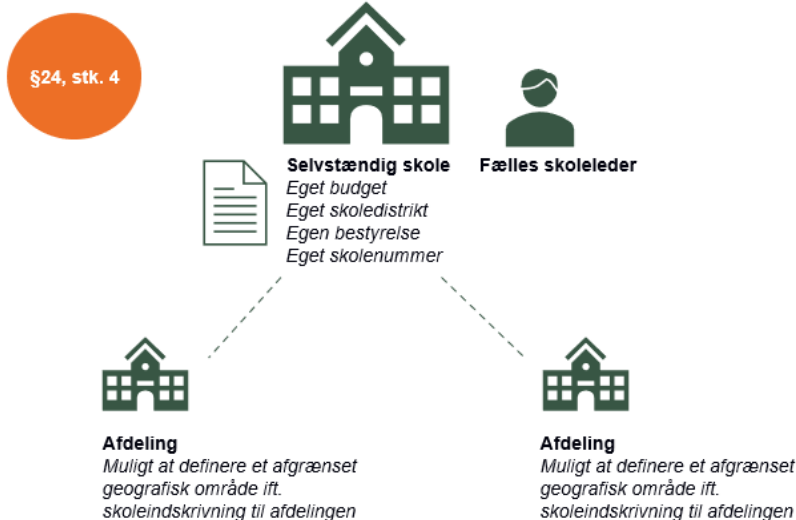 §24, stk. 4
Selvstændig skole
Eget budget
Eget skoledistrikt
Egen bestyrelse
Eget skolenummer
Fælles skoleleder
Afdeling
Muligt at definere et afgrænset
geografisk område ift.
skoleindskrivning til afdelingen
Afdeling
Muligt at definere et afgrænset
geografisk område ift.
skoleindskrivning til afdelingen